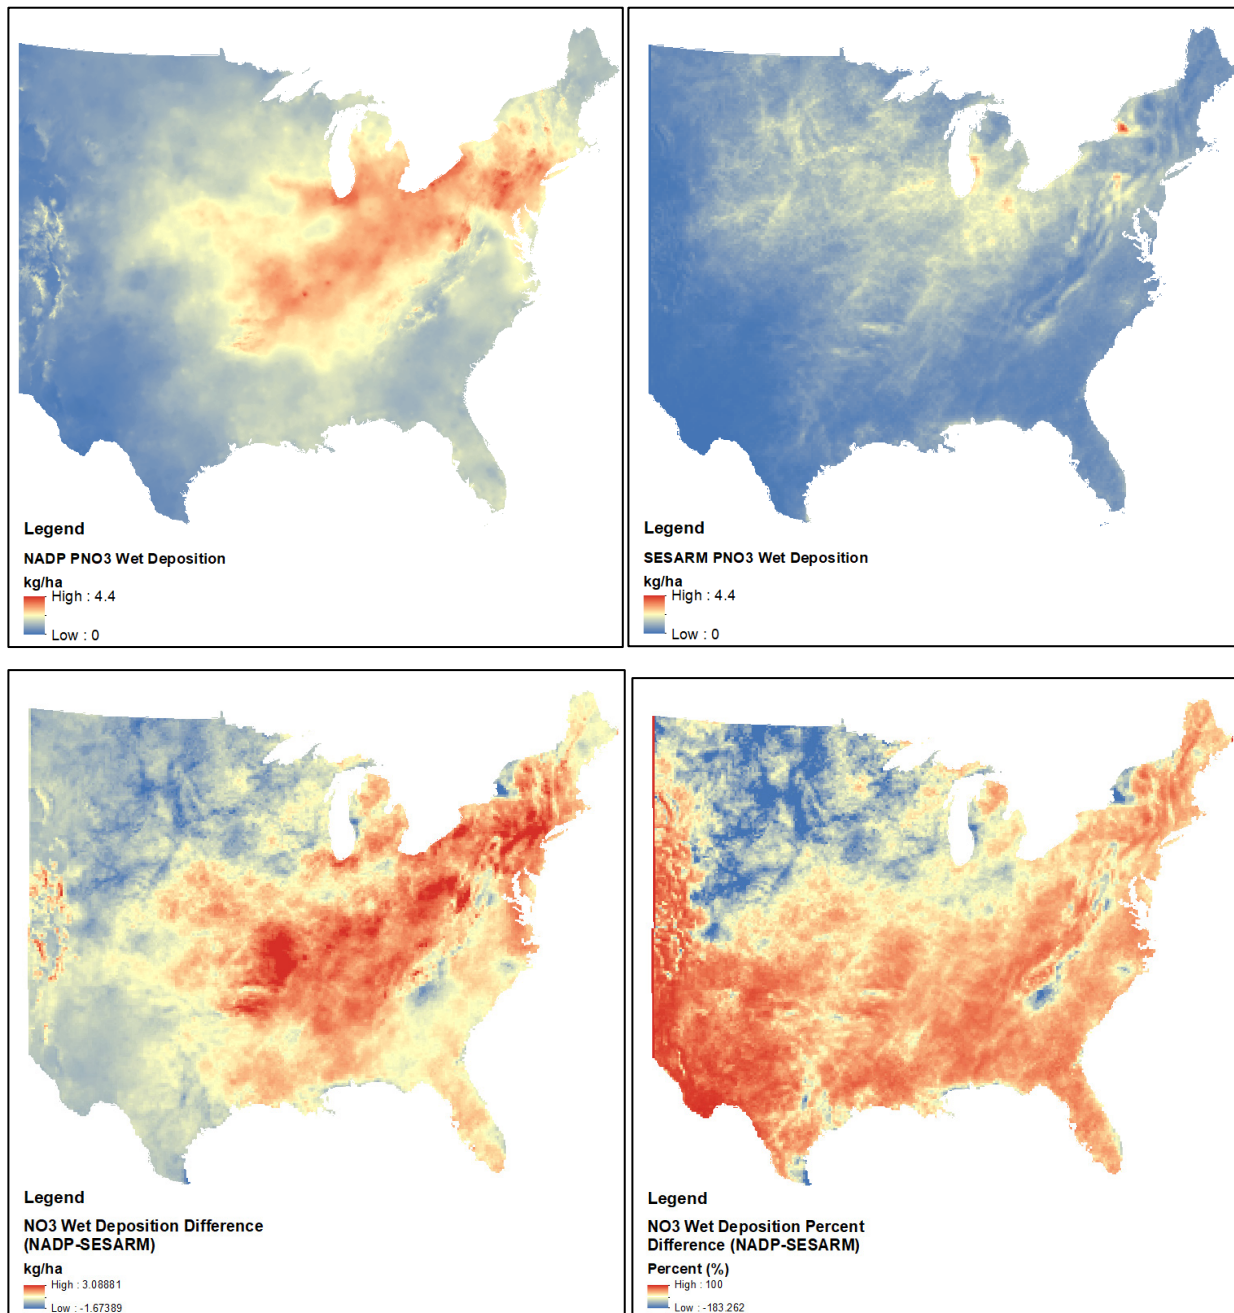 Legend
NADP PNO3 Wet Deposition
kg/ha
High : 4.4
Low : 0
Legend
SESARM PNO3 Wet Deposition
kg/ha
High : 4.4
Low : 0
Legend
NO3 Wet Deposition Difference
(NADP-SESARM)
kg/ha
High : 3.08881
Low : -1.67389
Legend
NO3 Wet Deposition Percent
Difference (NADP-SESARM)
Percent (%)
High : 100
Low : -183.262